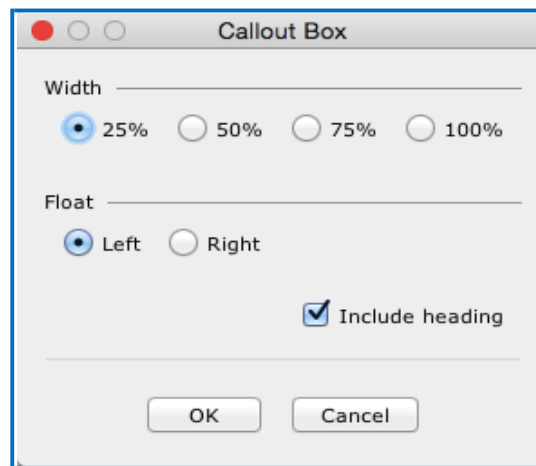 Callout Box
Width
25% 50% 75% 100%
Float
Left Right
Include heading
OK Cancel